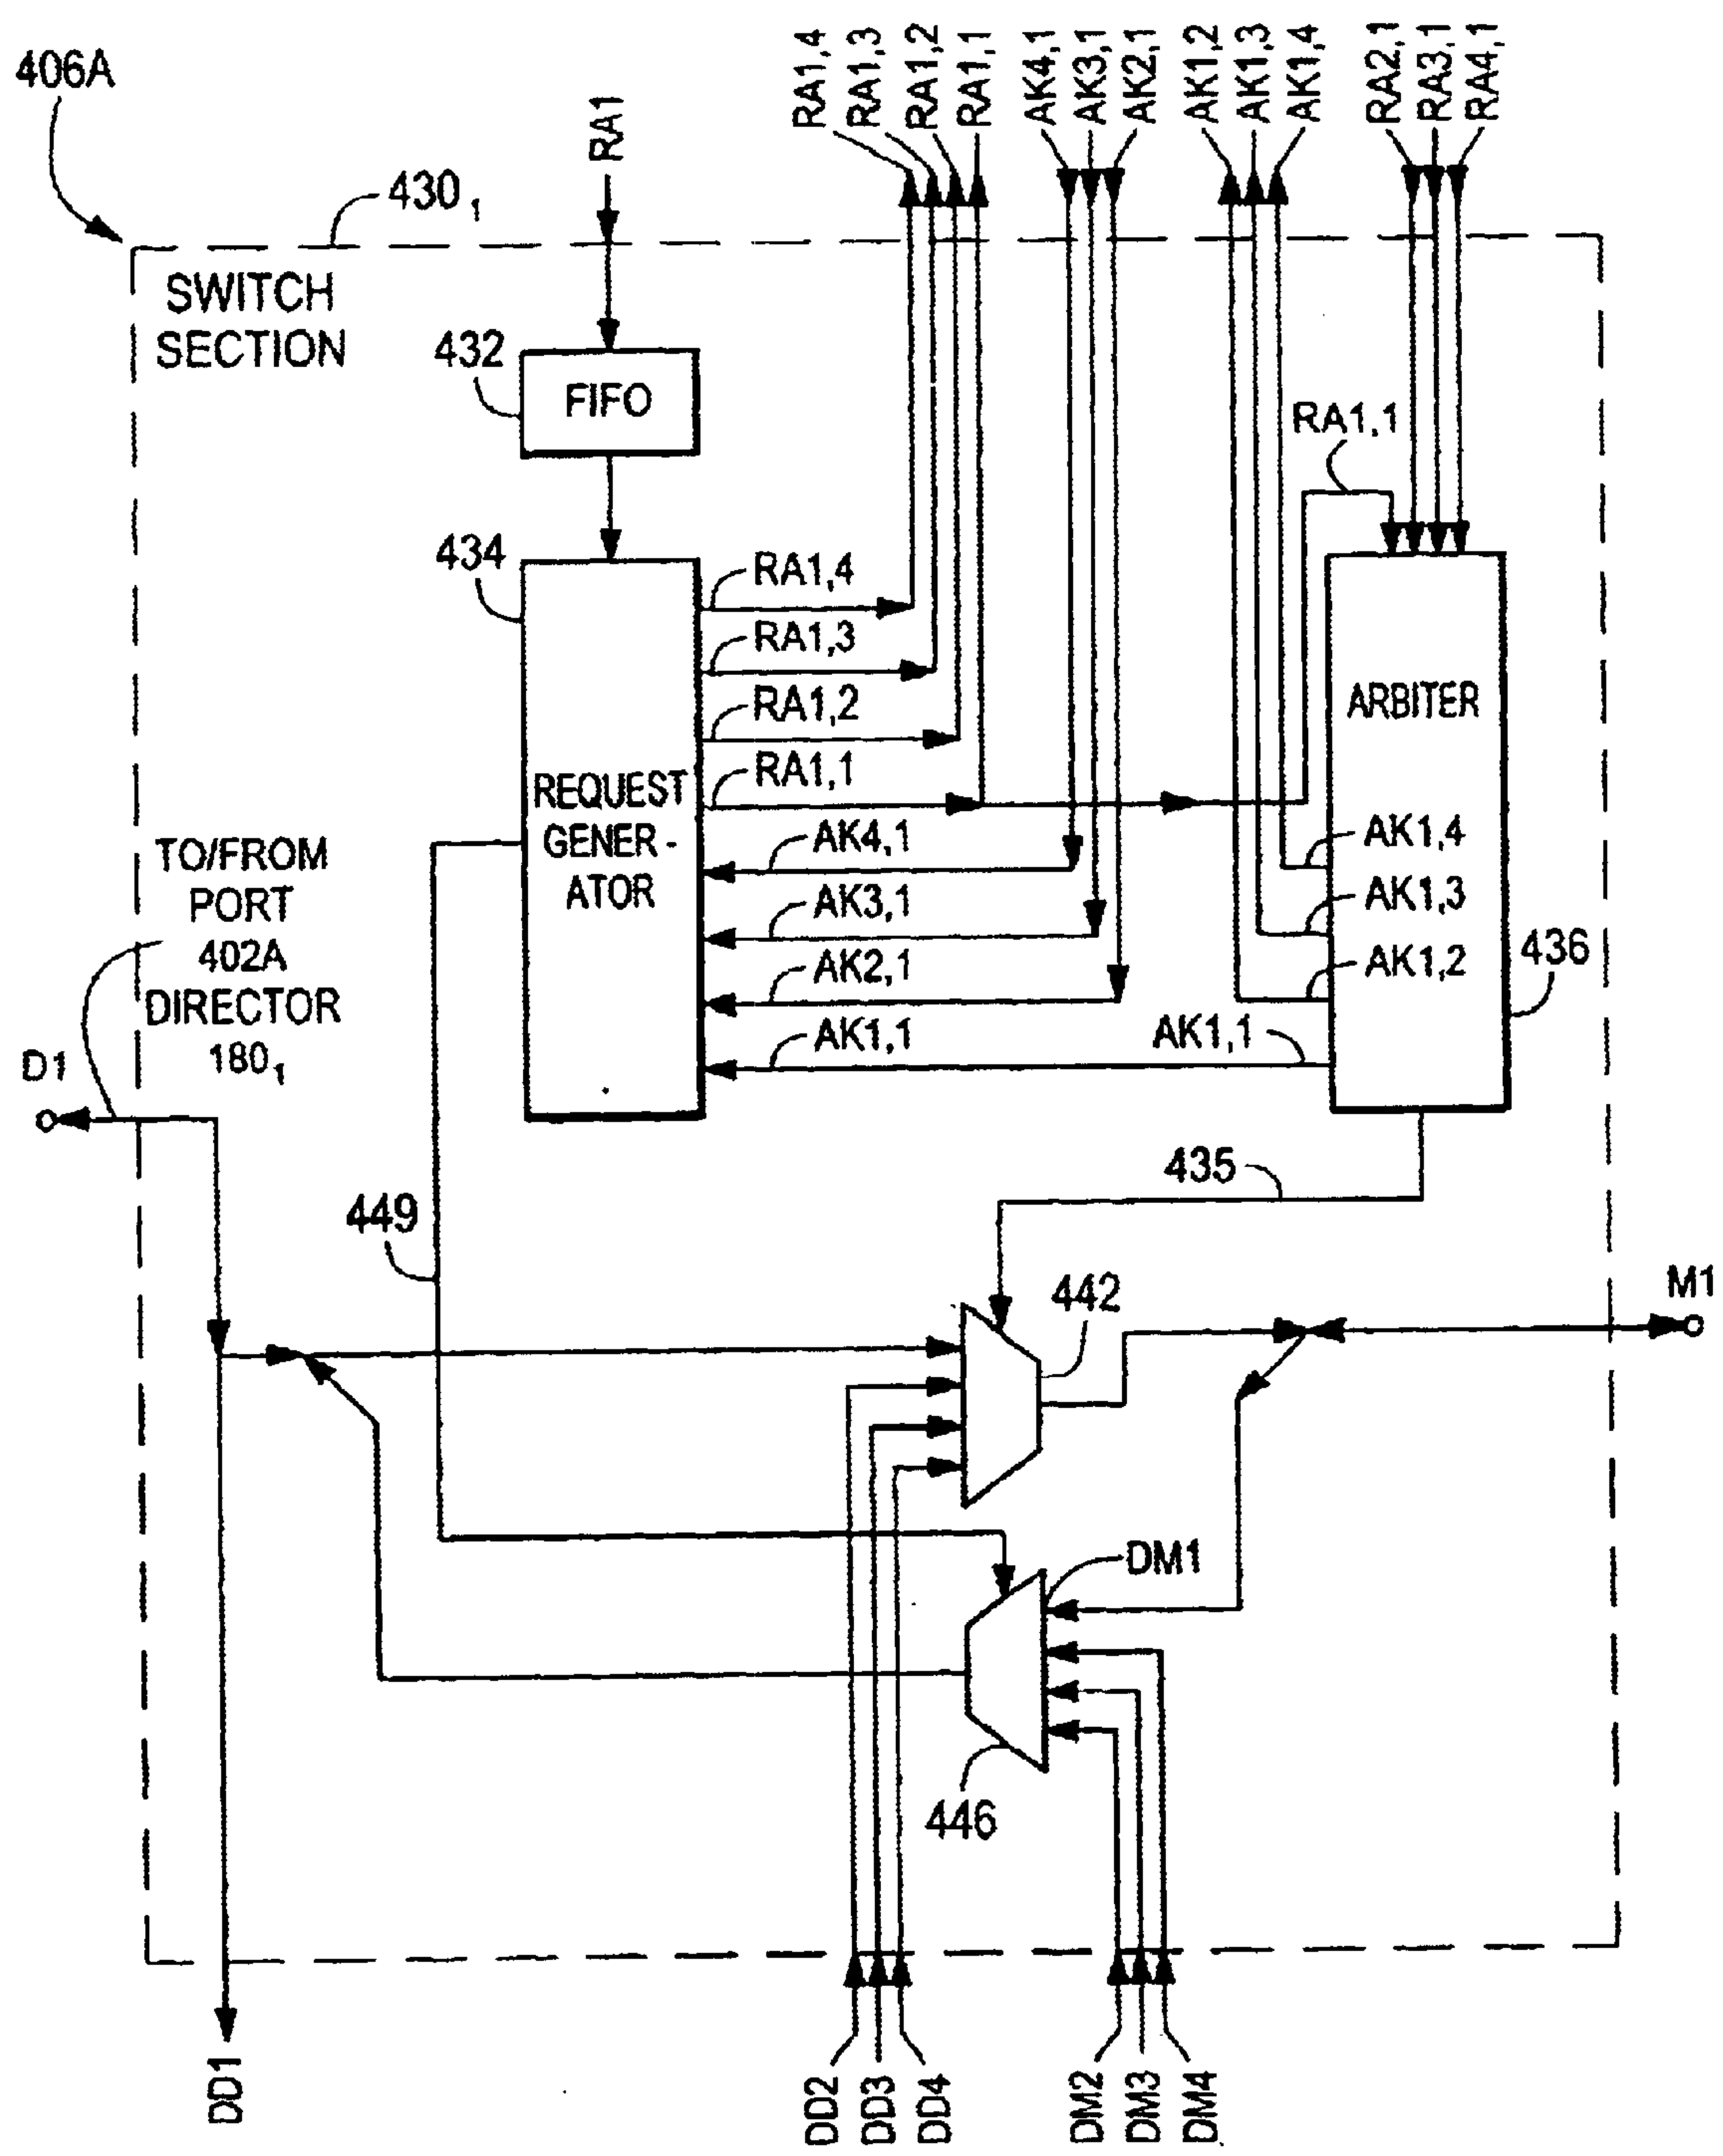 406A
RA1
RA1,4
RA1,3
RA1,2
RA1,1
AK4,1
AK3,1
AK2,1
AK1,2
AK1,3
AK1,4
RA2,1
RA3,1
RA4,1
430₁
SWITCH
SECTION
432
FIFO
RA1,1
434
RA1,4
RA1,3
RA1,2
RA1,1
ARBITER
REQUEST
GENER-
ATOR
AK4,1
AK3,1
AK2,1
AK1,1
AK1,4
AK1,3
AK1,2
AK1,1
436
TO/FROM
PORT
402A
DIRECTOR
180₁
D1
435
449
442
M1
DM1
446
DD1
DD2
DD3
DD4
DM2
DM3
DM4